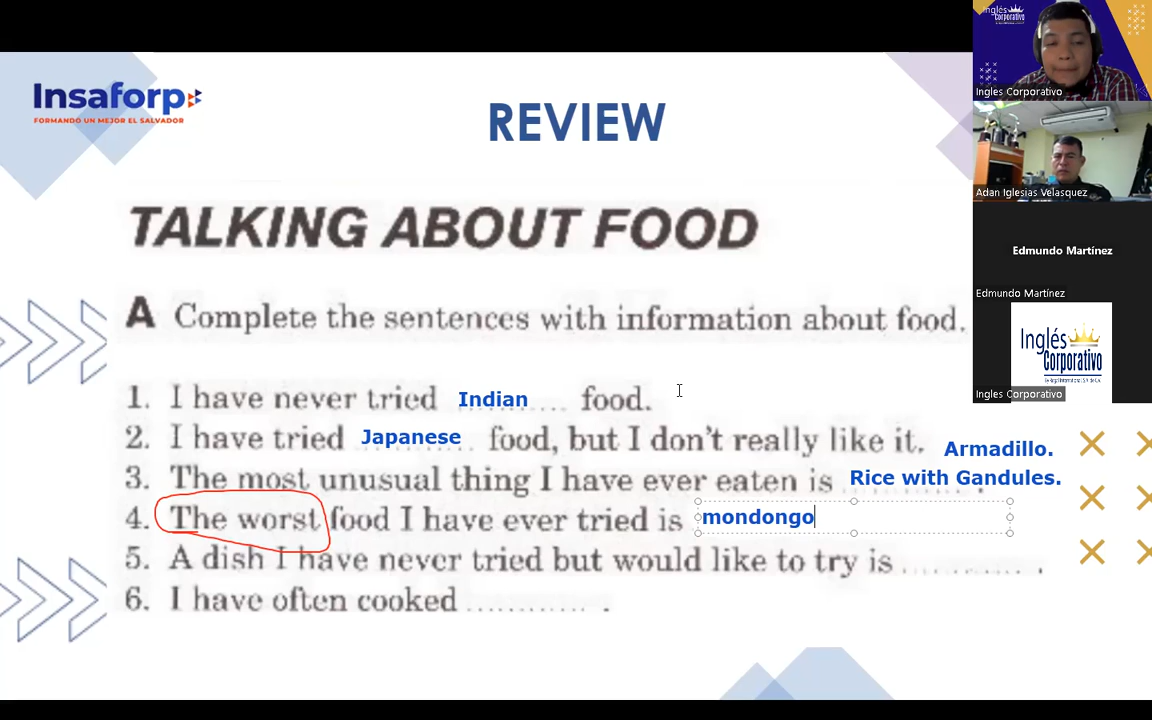 Insaforp
FORMANDO UN MEJOR EL SALVADOR
REVIEW
TALKING ABOUT FOOD
A Complete the sentences with information about food.
1. I have never tried Indian food.
2. I have tried Japanese food, but I don't really like it.
Armadillo.
3. The most unusual thing I have ever eaten is Rice with Gandules.
4. The worst food I have ever tried is mondongo
5. A dish I have never tried but would like to try is ............ .
6. I have often cooked ............ .
Inglés
Corporativo
Ingles Corporativo
Adan Iglesias Velasquez
Edmundo Martínez
Edmundo Martínez
Inglés
Corporativo
Ingles Corporativo